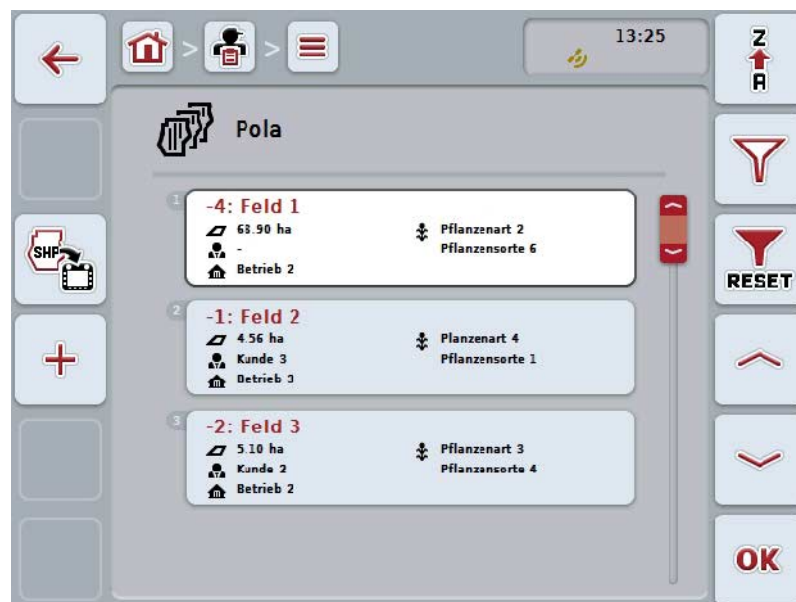 13:25
Z
A
Pola
1
-4: Feld 1
68.90 ha
Pflanzenart 2
-
Pflanzensorte 6
Betrieb 2
SHP
RESET
2
-1: Feld 2
4.56 ha
Planzenart 4
Kunde 3
Pflanzensorte 1
Betrieb 3
3
-2: Feld 3
5.10 ha
Pflanzenart 3
Kunde 2
Pflanzensorte 4
Betrieb 2
OK